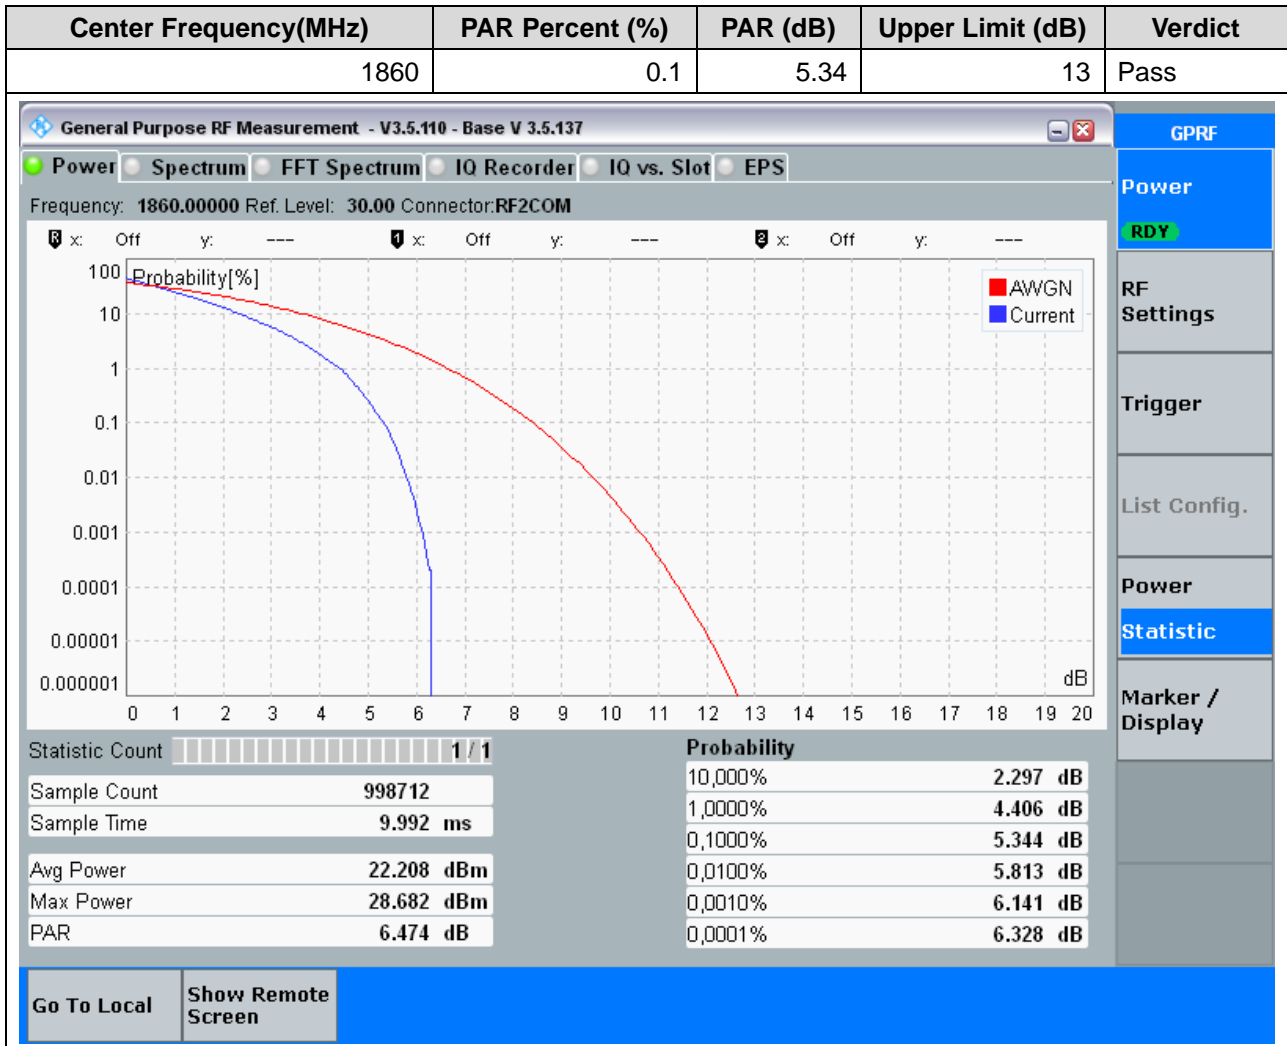 Center Frequency(MHz) PAR Percent (%) PAR (dB) Upper Limit (dB) Verdict
1860 0.1 5.34 13 Pass
General Purpose RF Measurement - V3.5.110 - Base V 3.5.137
GPRF
Power Spectrum FFT Spectrum IQ Recorder IQ vs. Slot EPS
Frequency: 1860.00000 Ref. Level: 30.00 Connector:RF2COM
R x: Off y: --- 1 x: Off y: --- 2 x: Off y: ---
Probability[%]
AWGN
Current
100
10
1
0.1
0.01
0.001
0.0001
0.00001
0.000001
dB
0 1 2 3 4 5 6 7 8 9 10 11 12 13 14 15 16 17 18 19 20
Statistic Count 1 / 1
Sample Count 998712
Sample Time 9.992 ms
Avg Power 22.208 dBm
Max Power 28.682 dBm
PAR 6.474 dB
Probability
10,000% 2.297 dB
1,0000% 4.406 dB
0,1000% 5.344 dB
0,0100% 5.813 dB
0,0010% 6.141 dB
0,0001% 6.328 dB
Power
RDY
RF
Settings
Trigger
List Config.
Power
Statistic
Marker /
Display
Go To Local
Show Remote
Screen